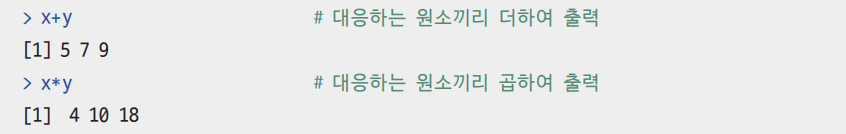 > x+y # 대응하는 원소끼리 더하여 출력
[1] 5 7 9
> x*y # 대응하는 원소끼리 곱하여 출력
[1] 4 10 18